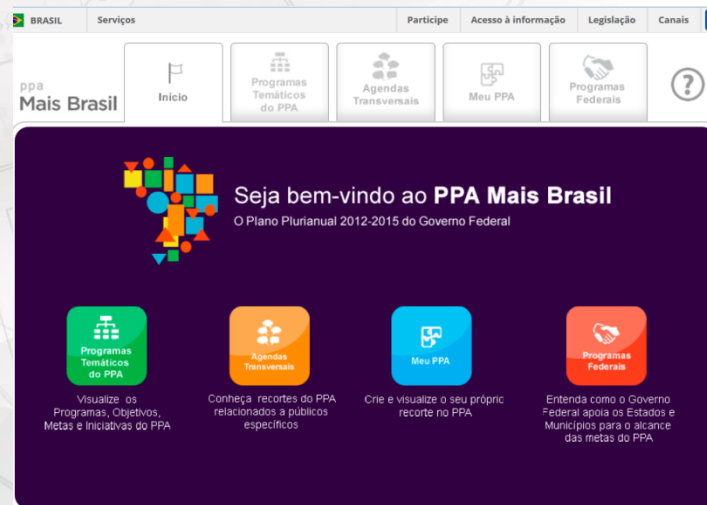 BRASIL Serviços Participe Acesso à informação Legislação Canais
ppa
Mais Brasil
Início
Programas
Temáticos
do PPA
Agendas
Transversais
Meu PPA
Programas
Federais
?
Seja bem-vindo ao PPA Mais Brasil
O Plano Plurianual 2012-2015 do Governo Federal
Programas
Temáticos
do PPA
Visualize os
Programas, Objetivos,
Metas e Iniciativas do PPA
Agendas
Transversais
Conheça recortes do PPA
relacionados a públicos
específicos
Meu PPA
Crie e visualize o seu própric
recorte no PPA
Programas
Federais
Entenda como o Governo
Federal apoia os Estados e
Municípios para o alcance
das metas do PPA